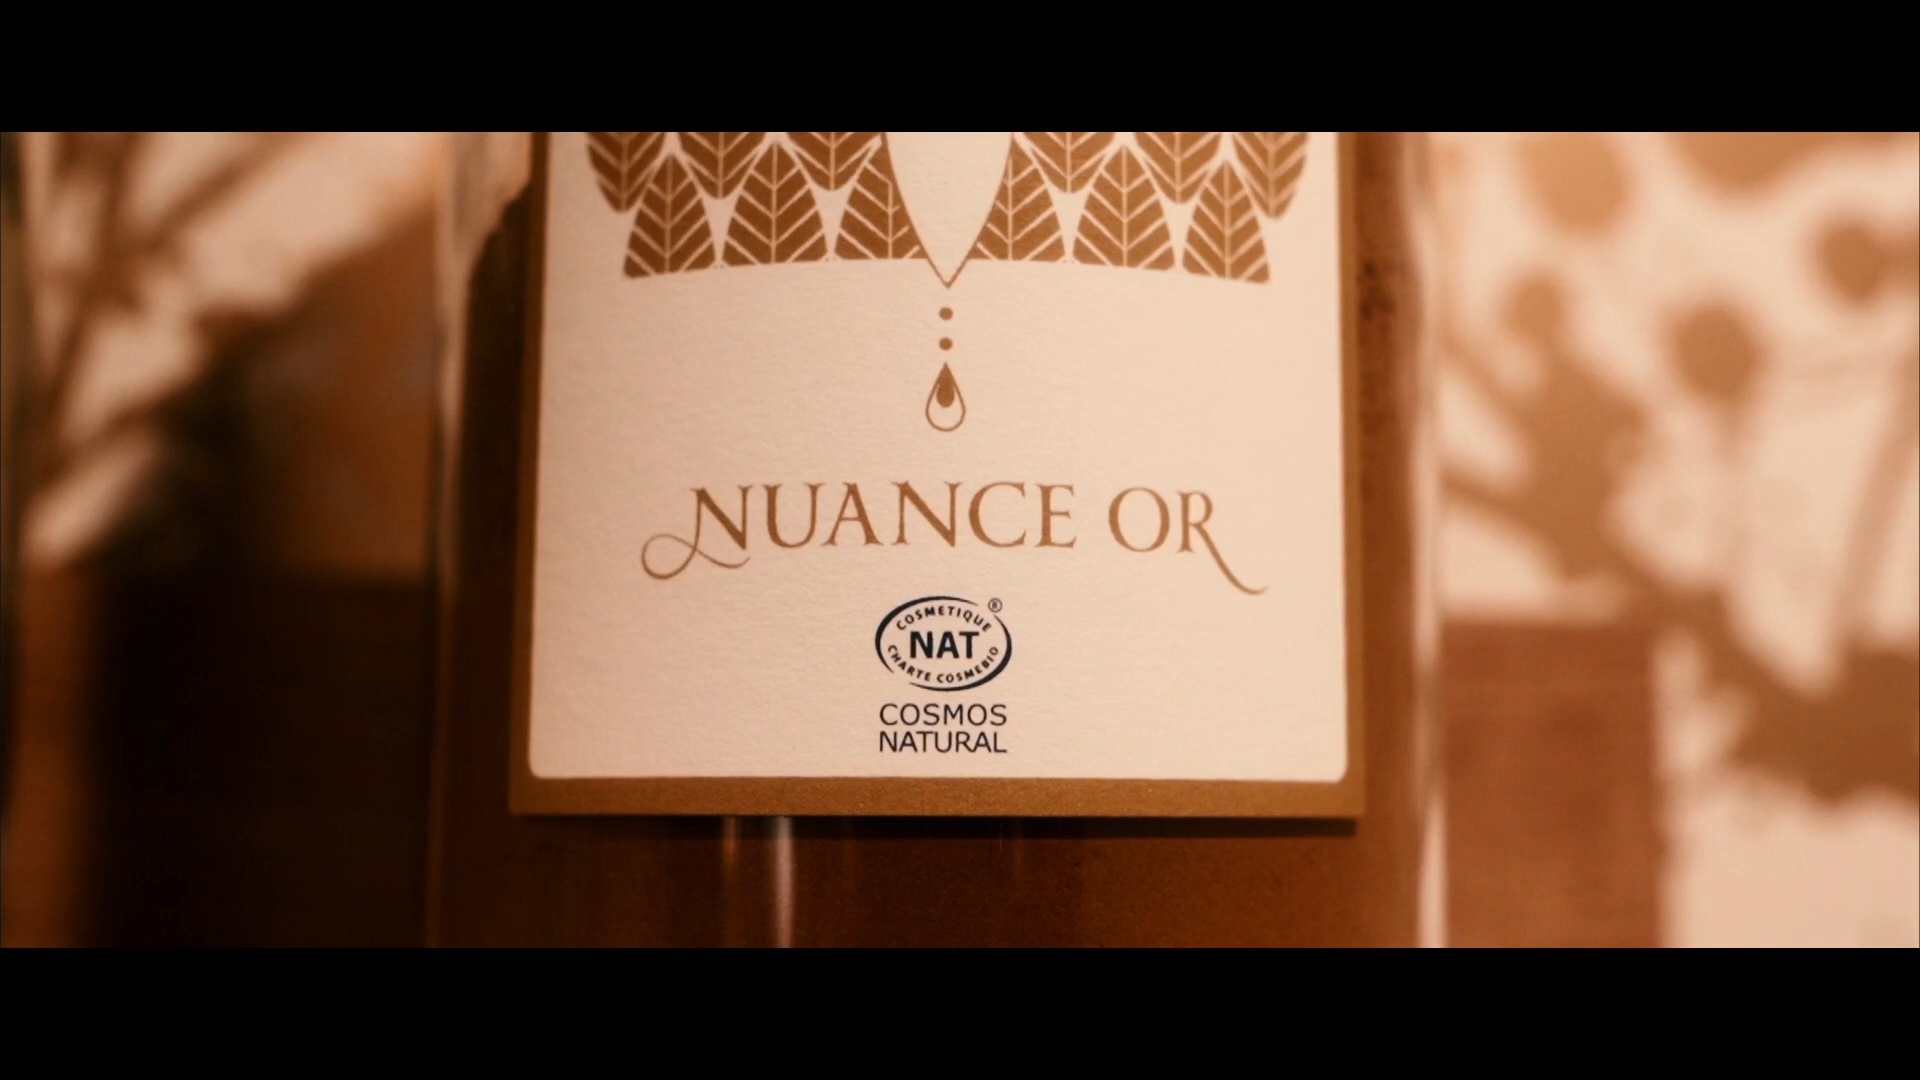 NUANCE OR
COSMETIQUE ®
NAT
CHARTE COSMEBIO
COSMOS
NATURAL